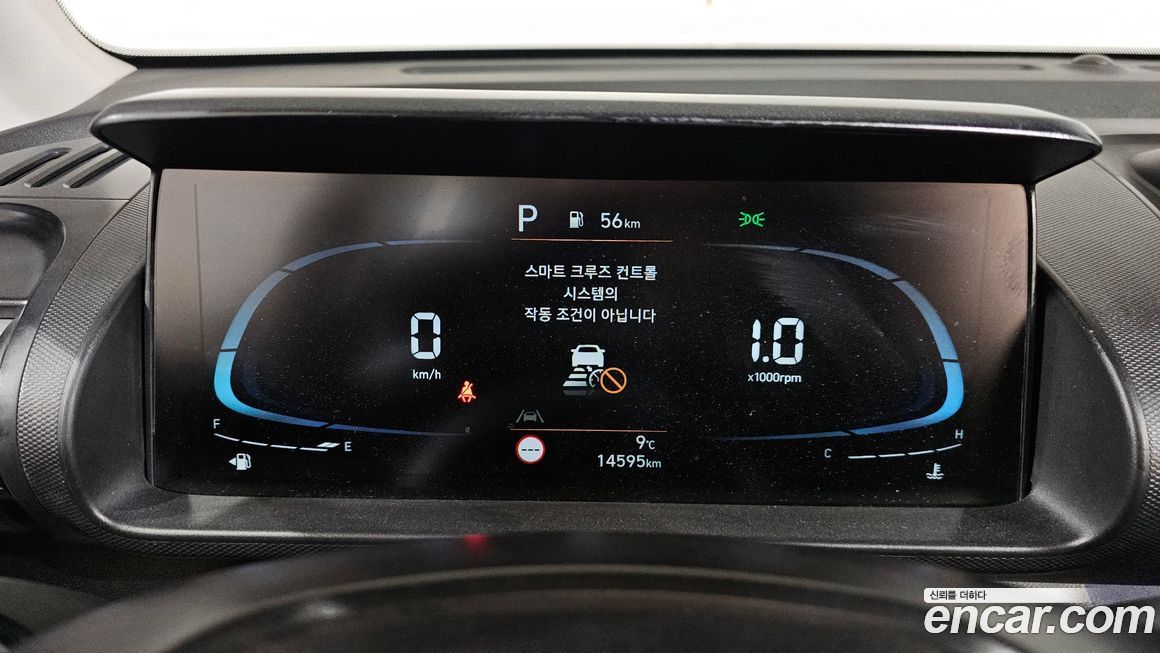 P 56km
스마트 크루즈 컨트롤
시스템의
작동 조건이 아닙니다
0
km/h
1.0
x1000rpm
F
E
C
H
---
9℃
14595km
신뢰를 더하다
encar.com